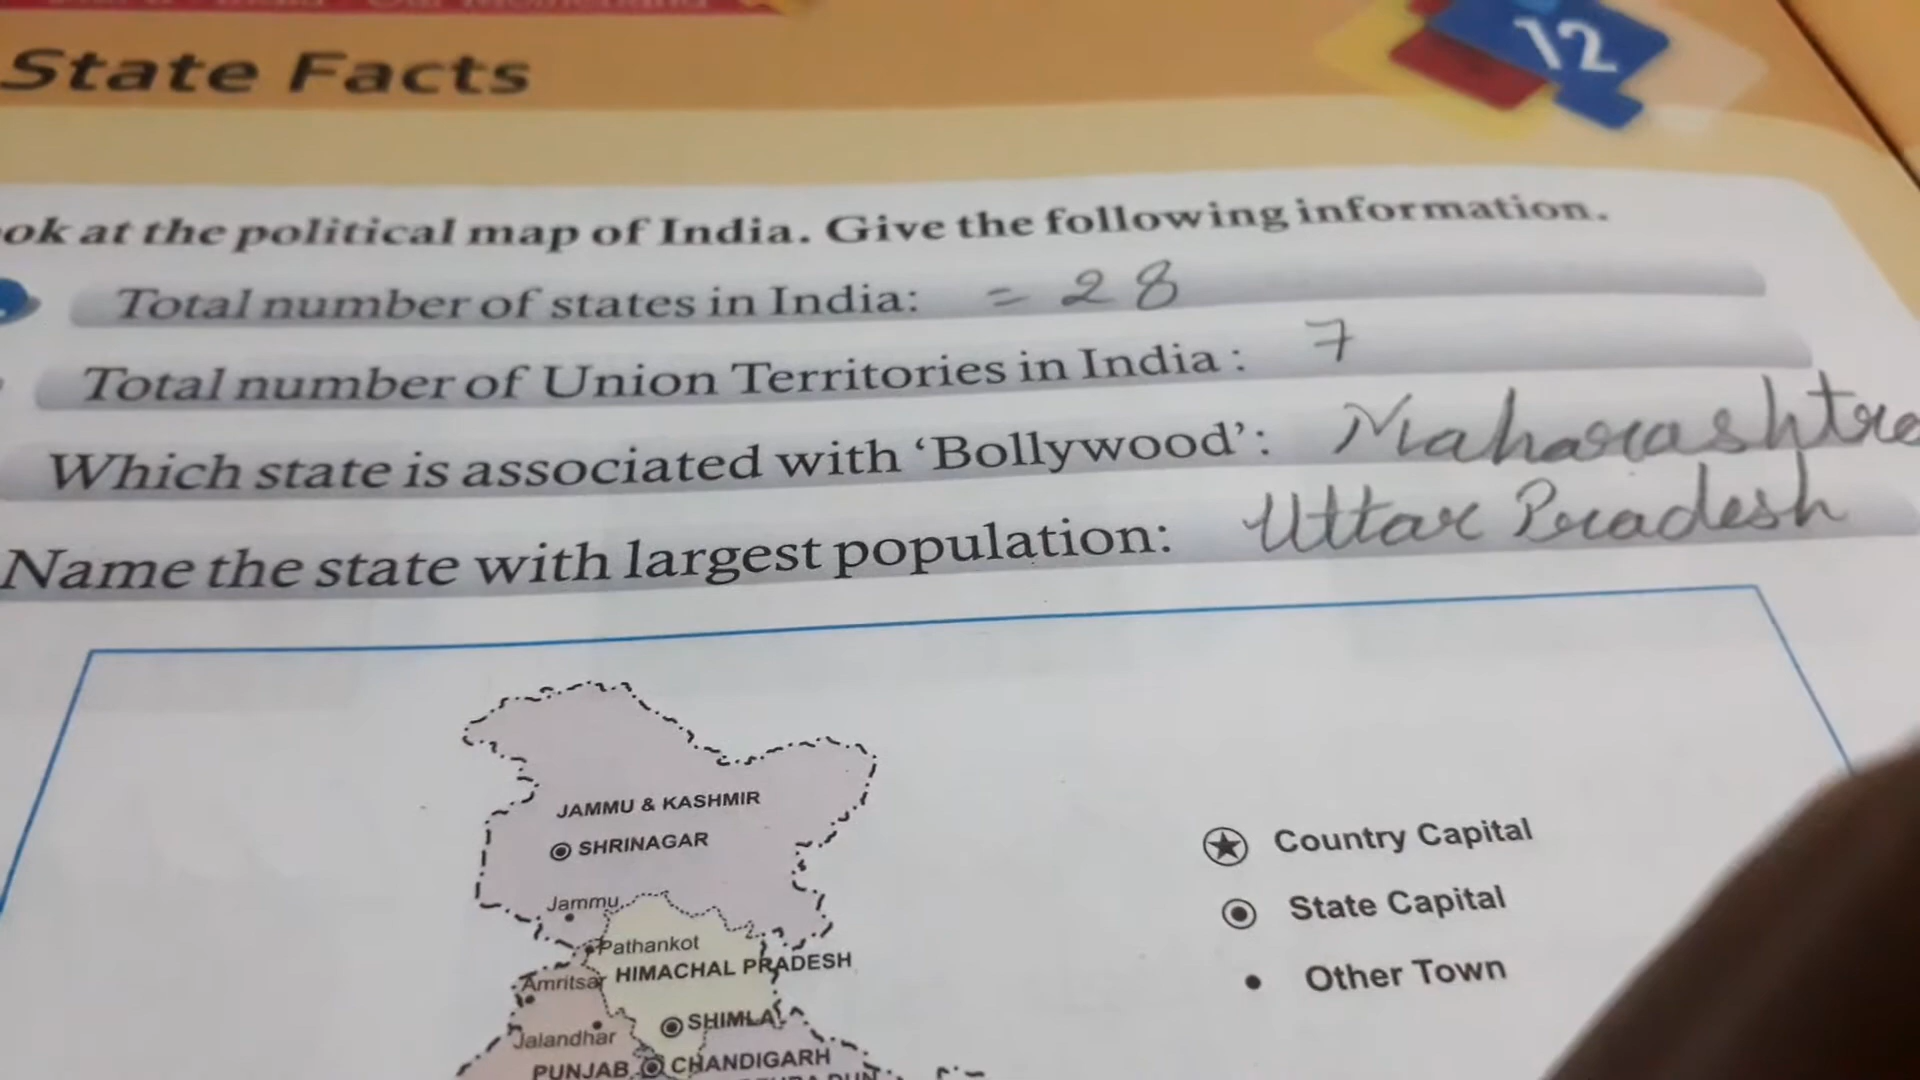 State Facts
12
ok at the political map of India. Give the following information.
Total number of states in India: = 28
Total number of Union Territories in India : 7
Which state is associated with ‘Bollywood’: Maharashtra
Name the state with largest population: Uttar Pradesh
JAMMU & KASHMIR
SHRINAGAR
Jammu
Pathankot
HIMACHAL PRADESH
Amritsar
SHIMLA
Jalandhar
PUNJAB
CHANDIGARH
Country Capital
State Capital
Other Town